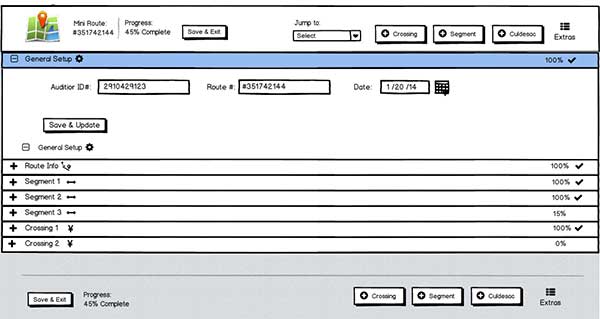 Mini Route:
#351742144
Progress:
45% Complete
Save & Exit
Jump to:
Select
Crossing
Segment
Culdesac
Extras
General Setup 100%
Auditior ID#: 2910429123 Route #: #351742144 Date: 1 /20 /14
Save & Update
General Setup
Route Info 100%
Segment 1 100%
Segment 2 100%
Segment 3 15%
Crossing 1 100%
Crossing 2 0%
Save & Exit
Progress:
45% Complete
Crossing
Segment
Culdesac
Extras